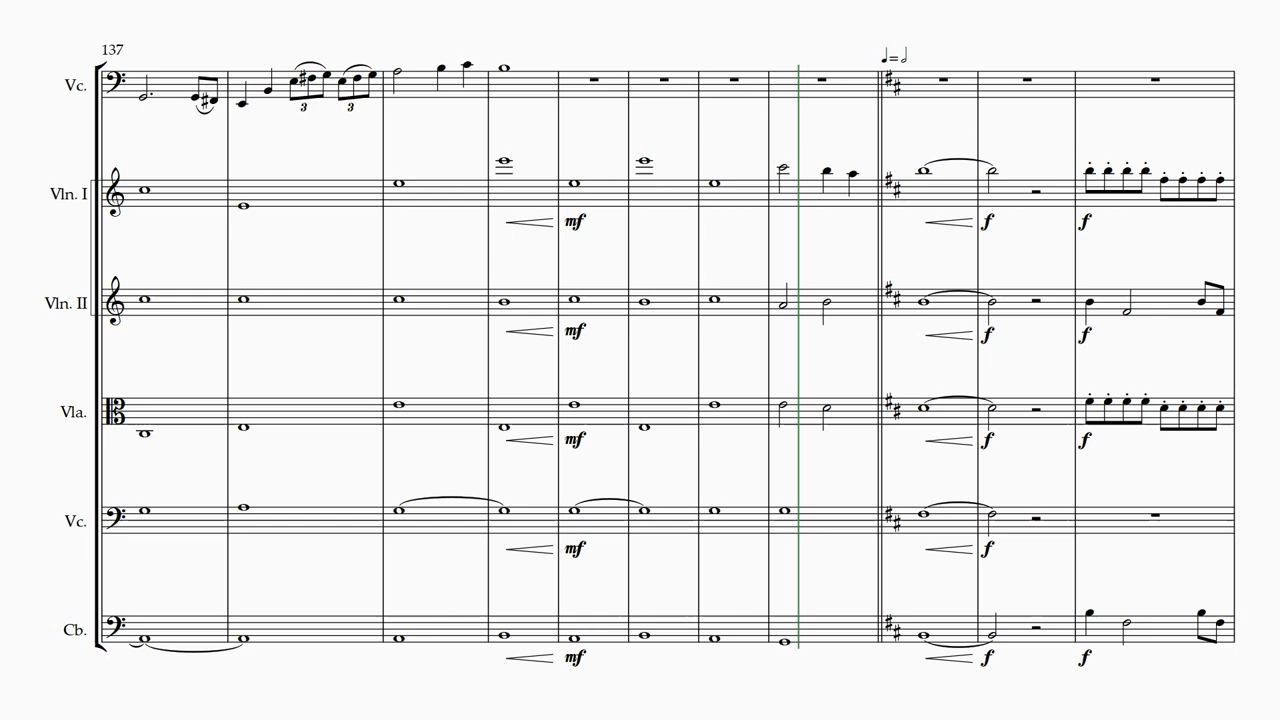 137
Vc.
3 3
Vln. I
mf f f
Vln. II
mf f f
Vla.
mf f f
Vc.
mf f
Cb.
mf f f